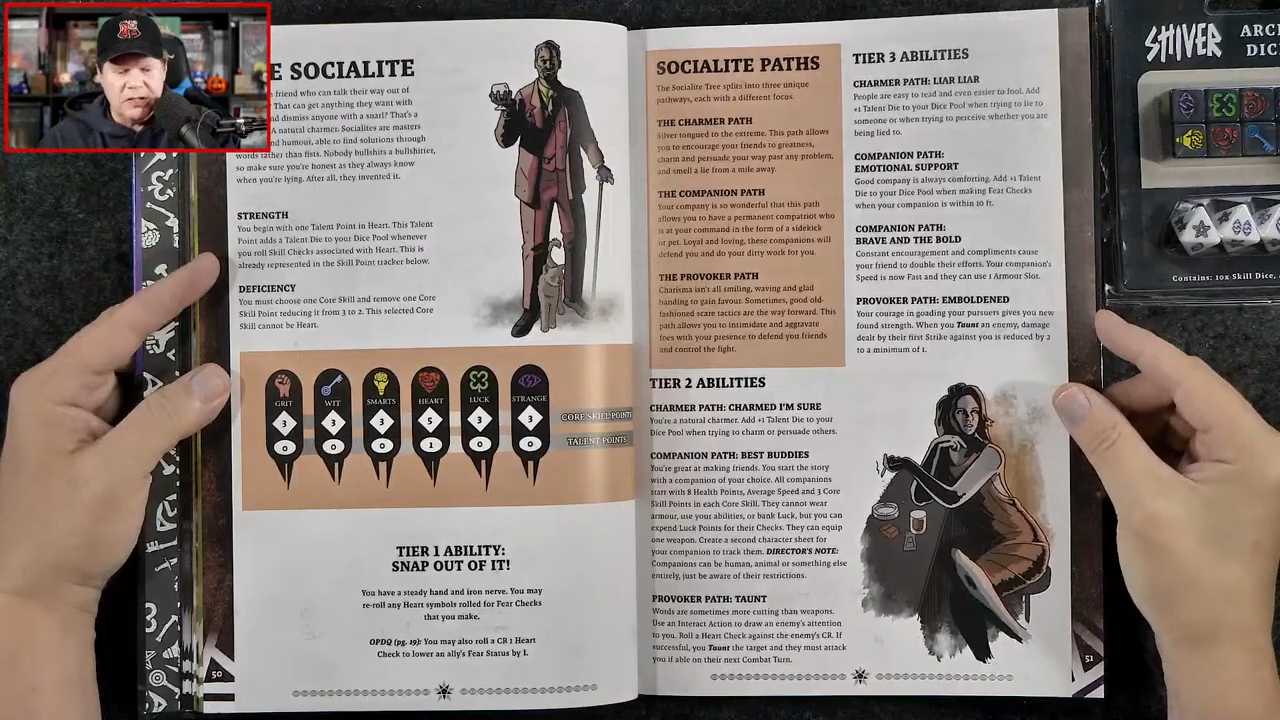 E SOCIALITE
friend who can talk their way out of
That can get anything they want with
and dismiss anyone with a snarl? That's a
A natural charmer. Socialites are masters
nd humour, able to find solutions through
words rather than fists. Nobody bullshits a bullshitter,
so make sure you're honest as they always know
when you're lying. After all, they invented it.
STRENGTH
You begin with one Talent Point in Heart. This Talent
Point adds a Talent Die to your Dice Pool whenever
you roll Skill Checks associated with Heart. This is
already represented in the Skill Point tracker below.
DEFICIENCY
You must choose one Core Skill and remove one Core
Skill Point reducing it from 3 to 2. This selected Core
Skill cannot be Heart.
GRIT WIT SMARTS HEART LUCK STRANGE
3 3 3 5 3 3 CORE SKILL POINTS
0 0 0 1 0 0 TALENT POINTS
TIER 1 ABILITY:
SNAP OUT OF IT!
You have a steady hand and iron nerve. You may
re-roll any Heart symbols rolled for Fear Checks
that you make.
OPDQ (pg. 19): You may also roll a CR 1 Heart
Check to lower an ally's Fear Status by 1.
50
SOCIALITE PATHS
The Socialite Tree splits into three unique
pathways, each with a different focus.
THE CHARMER PATH
Silver tongued to the extreme. This path allows
you to encourage your friends to greatness,
charm and persuade your way past any problem,
and smell a lie from a mile away.
THE COMPANION PATH
Your company is so wonderful that this path
allows you to have a permanent compatriot who
is at your command in the form of a sidekick
or pet. Loyal and loving, these companions will
defend you and do your dirty work for you.
THE PROVOKER PATH
Charisma isn't all smiling, waving and glad
handing to gain favour. Sometimes, good old-
fashioned scare tactics are the way forward. This
path allows you to intimidate and aggravate
foes with your presence to defend you friends
and control the fight.
TIER 2 ABILITIES
CHARMER PATH: CHARMED I'M SURE
You're a natural charmer. Add +1 Talent Die to your
Dice Pool when trying to charm or persuade others.
COMPANION PATH: BEST BUDDIES
You're great at making friends. You start the story
with a companion of your choice. All companions
start with 8 Health Points, Average Speed and 3 Core
Skill Points in each Core Skill. They cannot wear
armour, use your abilities, or bank Luck, but you can
expend Luck Points for their Checks. They can equip
one weapon. Create a second character sheet for
your companion to track them. DIRECTOR'S NOTE:
Companions can be human, animal or something else
entirely, just be aware of their restrictions.
PROVOKER PATH: TAUNT
Words are sometimes more cutting than weapons.
Use an Interact Action to draw an enemy's attention
to you. Roll a Heart Check against the enemy's CR. If
successful, you Taunt the target and they must attack
you if able on their next Combat Turn.
TIER 3 ABILITIES
CHARMER PATH: LIAR LIAR
People are easy to read and even easier to fool. Add
+1 Talent Die to your Dice Pool when trying to lie to
someone or when trying to perceive whether you are
being lied to.
COMPANION PATH:
EMOTIONAL SUPPORT
Good company is always comforting. Add +1 Talent
Die to your Dice Pool when making Fear Checks
when your companion is within 10 ft.
COMPANION PATH:
BRAVE AND THE BOLD
Constant encouragement and compliments cause
your friend to double their efforts. Your companion's
Speed is now Fast and they can use 1 Armour Slot.
PROVOKER PATH: EMBOLDENED
Your courage in goading your pursuers gives you new
found strength. When you Taunt an enemy, damage
dealt by their first Strike against you is reduced by 2
to a minimum of 1.
51
SHIVER ARC
DIC
Contains: 10x Skill Dice,